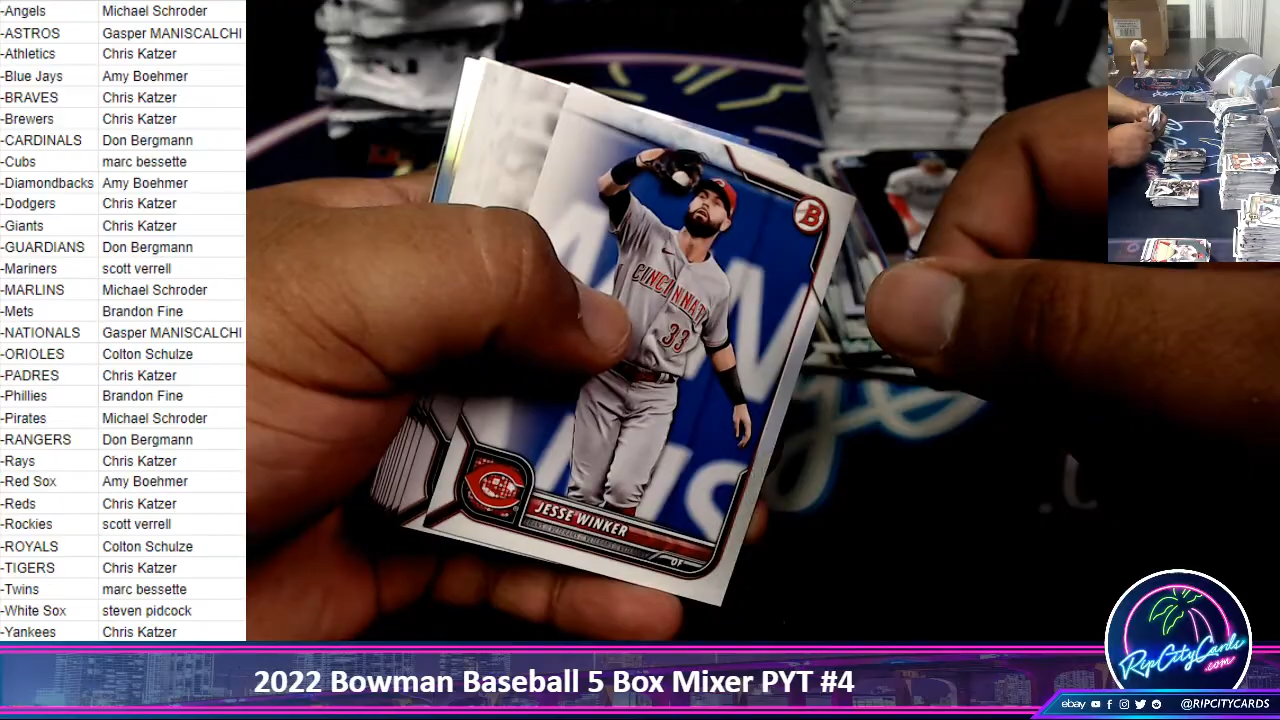 -Angels Michael Schroder
-ASTROS Gasper MANISCALCHI
-Athletics Chris Katzer
-Blue Jays Amy Boehmer
-BRAVES Chris Katzer
-Brewers Chris Katzer
-CARDINALS Don Bergmann
-Cubs marc bessette
-Diamondbacks Amy Boehmer
-Dodgers Chris Katzer
-Giants Chris Katzer
-GUARDIANS Don Bergmann
-Mariners scott verrell
-MARLINS Michael Schroder
-Mets Brandon Fine
-NATIONALS Gasper MANISCALCHI
-ORIOLES Colton Schulze
-PADRES Chris Katzer
-Phillies Brandon Fine
-Pirates Michael Schroder
-RANGERS Don Bergmann
-Rays Chris Katzer
-Red Sox Amy Boehmer
-Reds Chris Katzer
-Rockies scott verrell
-ROYALS Colton Schulze
-TIGERS Chris Katzer
-Twins marc bessette
-White Sox steven pidcock
-Yankees Chris Katzer
B
CINCINNATI
33
JESSE WINKER
OF
2022 Bowman Baseball 5 Box Mixer PYT #4
RipCityCards
.com
ebay @RIPCITYCARDS